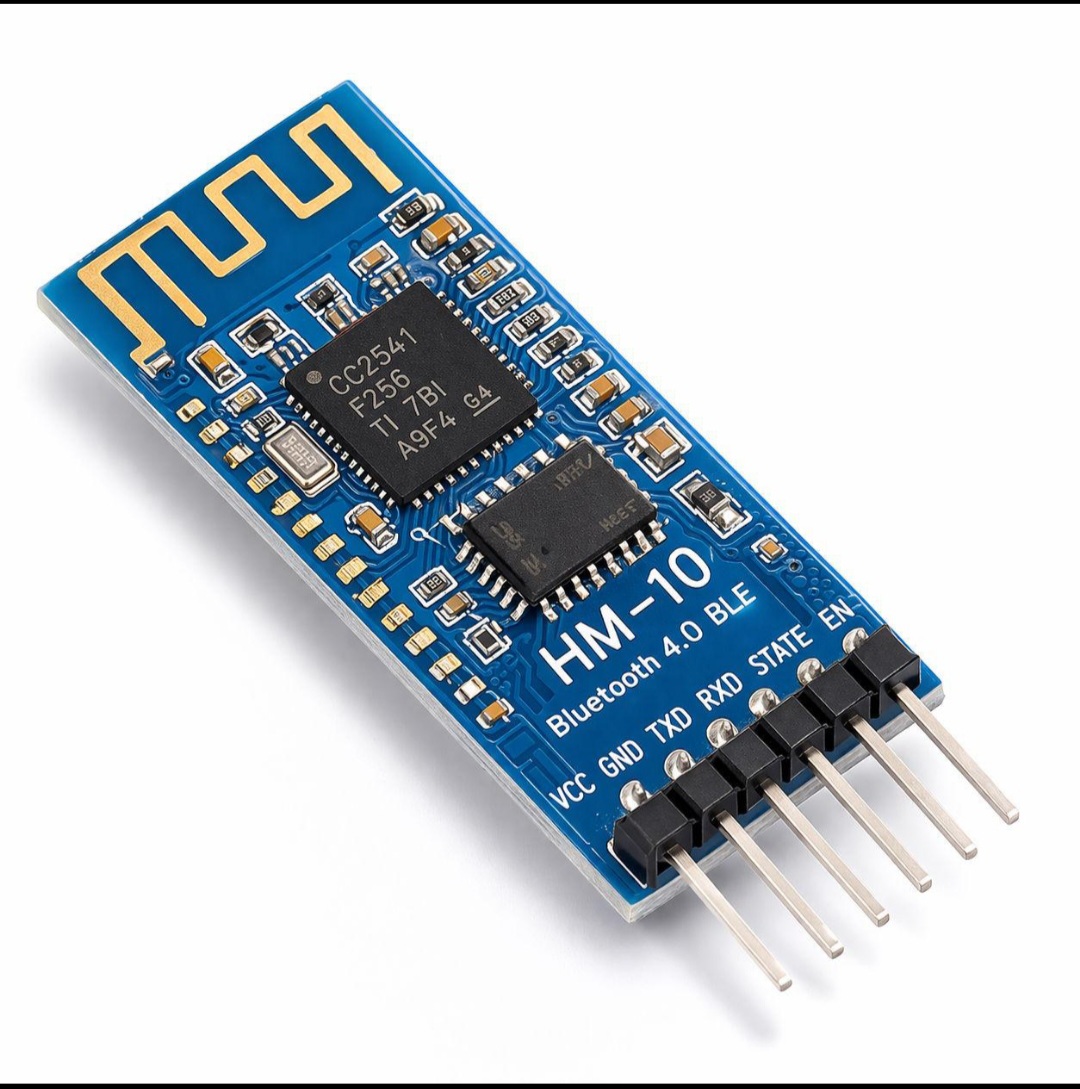 CC2541
F256
TI 7BI
A9F4 G4
HM-10
Bluetooth 4.0 BLE
VCC GND TXD RXD STATE EN